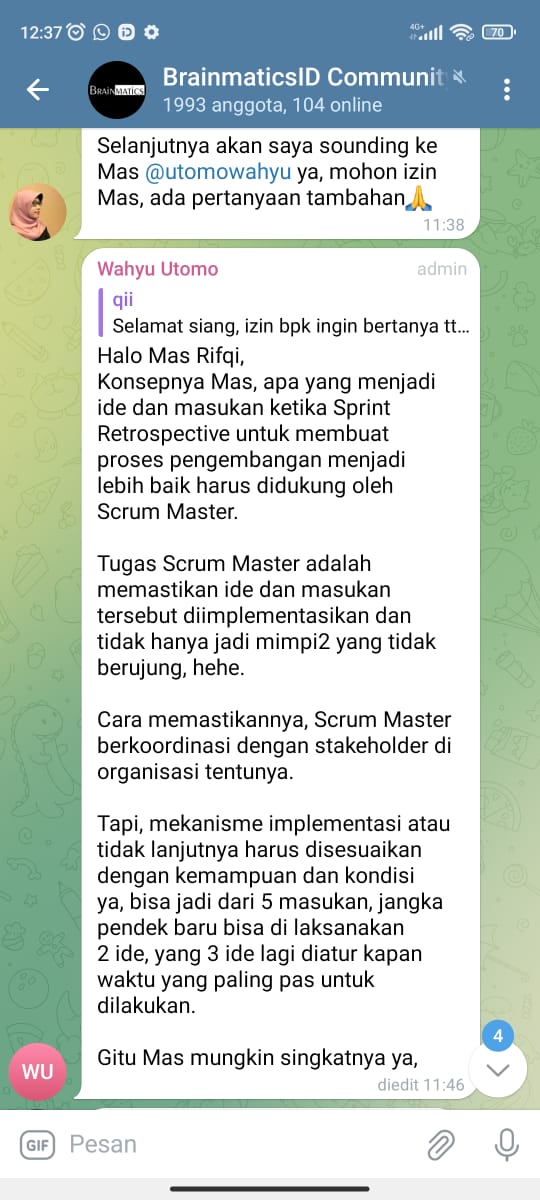 12:37
4G+
70
BRAINMATICS
BrainmaticsID Communit
1993 anggota, 104 online
Selanjutnya akan saya sounding ke
Mas @utomowahyu ya, mohon izin
Mas, ada pertanyaan tambahan🙏
11:38
Wahyu Utomo admin
qii
Selamat siang, izin bpk ingin bertanya tt...
Halo Mas Rifqi,
Konsepnya Mas, apa yang menjadi
ide dan masukan ketika Sprint
Retrospective untuk membuat
proses pengembangan menjadi
lebih baik harus didukung oleh
Scrum Master.
Tugas Scrum Master adalah
memastikan ide dan masukan
tersebut diimplementasikan dan
tidak hanya jadi mimpi2 yang tidak
berujung, hehe.
Cara memastikannya, Scrum Master
berkoordinasi dengan stakeholder di
organisasi tentunya.
Tapi, mekanisme implementasi atau
tidak lanjutnya harus disesuaikan
dengan kemampuan dan kondisi
ya, bisa jadi dari 5 masukan, jangka
pendek baru bisa di laksanakan
2 ide, yang 3 ide lagi diatur kapan
waktu yang paling pas untuk
dilakukan.
Gitu Mas mungkin singkatnya ya,
diedit 11:46
WU
4
GIF Pesan